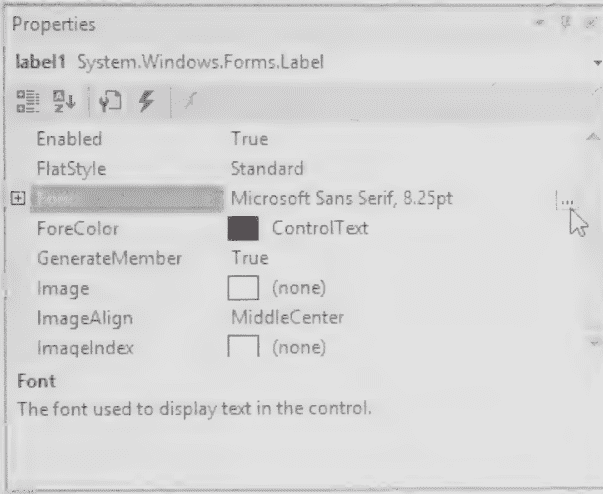 Properties
label1 System.Windows.Forms.Label
Enabled True
FlatStyle Standard
Font Microsoft Sans Serif, 8.25pt ...
ForeColor ControlText
GenerateMember True
Image (none)
ImageAlign MiddleCenter
ImageIndex (none)
Font
The font used to display text in the control.